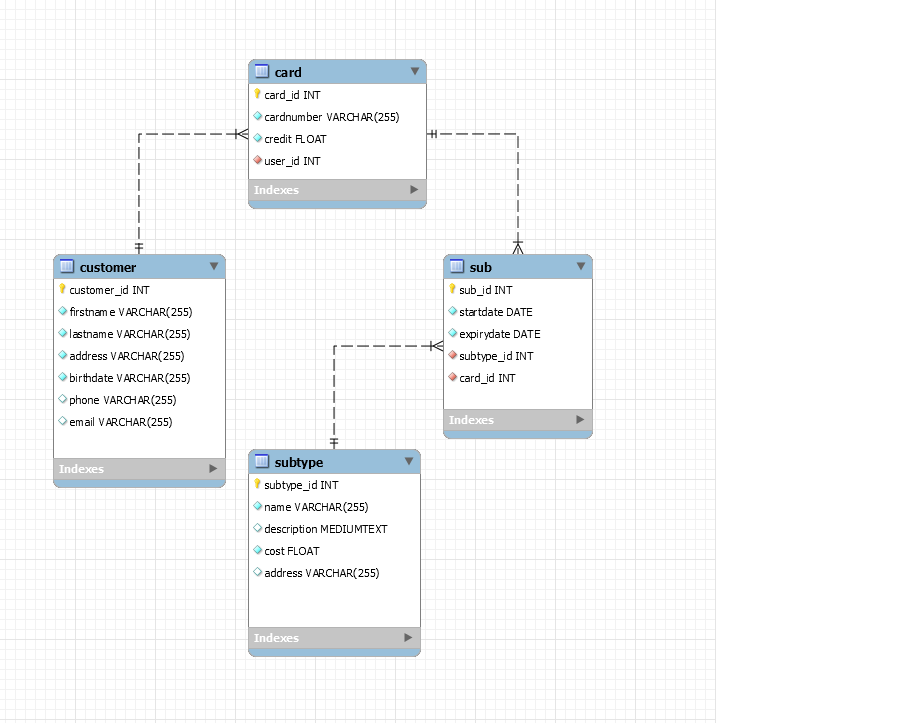 card
card_id INT
cardnumber VARCHAR(255)
credit FLOAT
user_id INT
Indexes
customer
customer_id INT
firstname VARCHAR(255)
lastname VARCHAR(255)
address VARCHAR(255)
birthdate VARCHAR(255)
phone VARCHAR(255)
email VARCHAR(255)
Indexes
sub
sub_id INT
startdate DATE
expirydate DATE
subtype_id INT
card_id INT
Indexes
subtype
subtype_id INT
name VARCHAR(255)
description MEDIUMTEXT
cost FLOAT
address VARCHAR(255)
Indexes